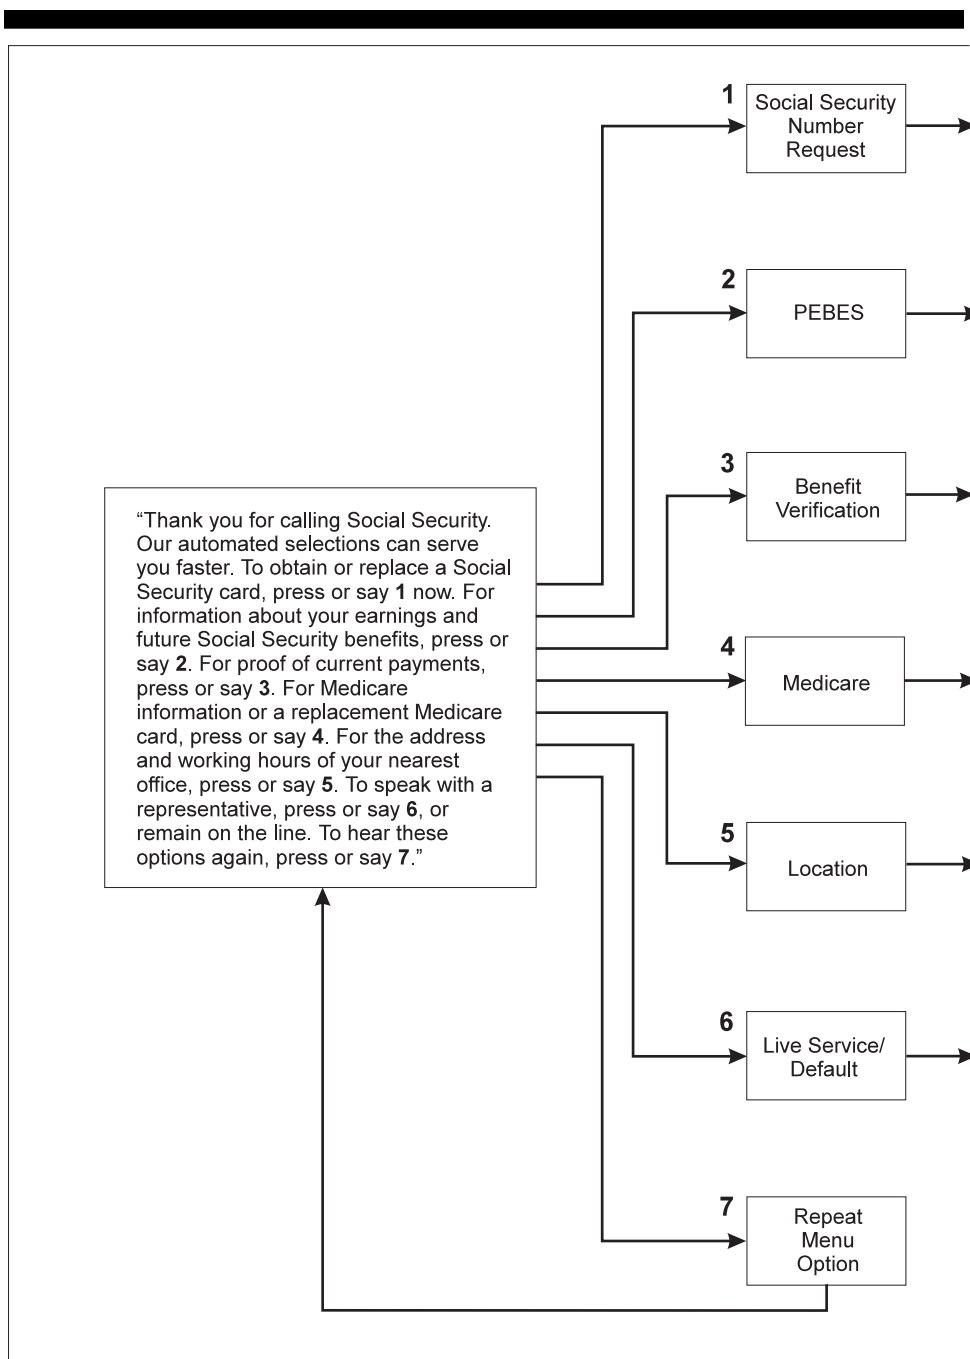 1
Social Security
Number
Request
2
PEBES
3
Benefit
Verification
“Thank you for calling Social Security.
Our automated selections can serve
you faster. To obtain or replace a Social
Security card, press or say 1 now. For
information about your earnings and
future Social Security benefits, press or
say 2. For proof of current payments,
press or say 3. For Medicare
information or a replacement Medicare
card, press or say 4. For the address
and working hours of your nearest
office, press or say 5. To speak with a
representative, press or say 6, or
remain on the line. To hear these
options again, press or say 7.”
4
Medicare
5
Location
6
Live Service/
Default
7
Repeat
Menu
Option